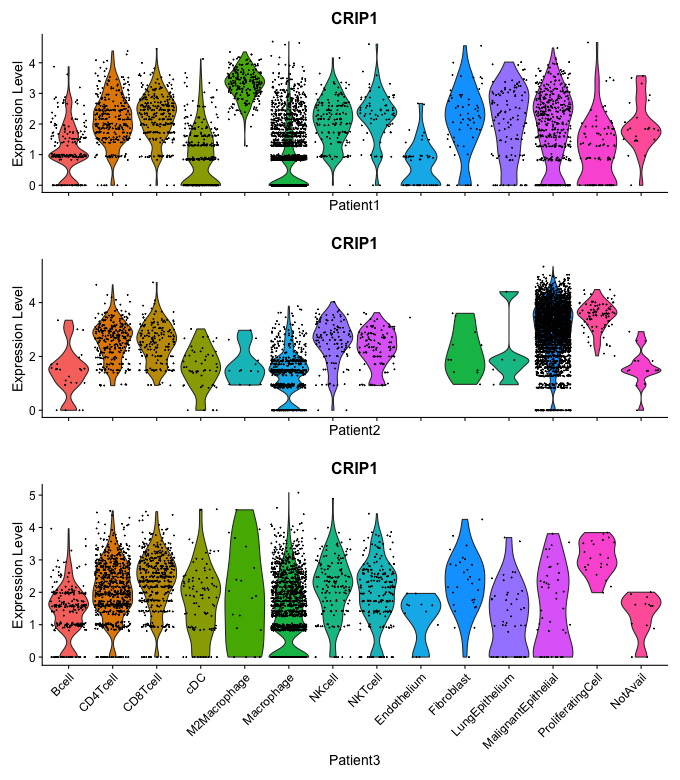 CRIP1
Expression Level
4
3
2
1
0
Patient1
CRIP1
Expression Level
4
2
0
Patient2
CRIP1
Expression Level
5
4
3
2
1
0
Bcell
CD4Tcell
CD8Tcell
cDC
M2Macrophage
Macrophage
NKcell
NKTcell
Endothelium
Fibroblast
LungEpithelium
MalignantEpithelial
ProliferatingCell
NotAvail
Patient3